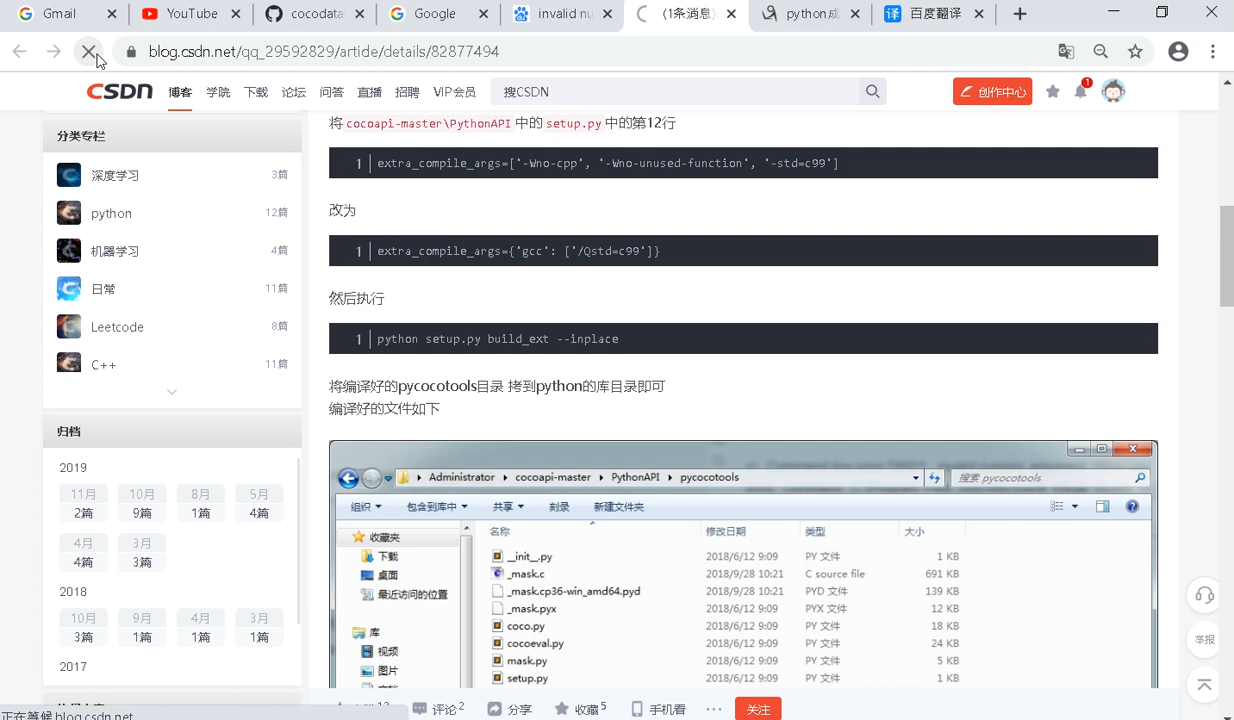 Gmail
YouTube
cocodata
Google
invalid nu
(1条消息)
python成
百度翻译
blog.csdn.net/qq_29592829/article/details/82877494
CSDN
博客
学院
下载
论坛
问答
直播
招聘
VIP会员
搜CSDN
创作中心
1
分类专栏
深度学习
3篇
python
12篇
机器学习
4篇
日常
11篇
Leetcode
8篇
C++
11篇
归档
2019
11月 10月 8月 5月
2篇 9篇 1篇 4篇
4月 3月
4篇 3篇
2018
10月 9月 4月 3月
3篇 1篇 1篇 1篇
2017
将 cocoapi-master\PythonAPI 中的 setup.py 中的第12行
1 extra_compile_args=['-Wno-cpp', '-Wno-unused-function', '-std=c99']
改为
1 extra_compile_args={'gcc': ['/Qstd=c99']}
然后执行
1 python setup.py build_ext --inplace
将编译好的pycocotools目录 拷到python的库目录即可
编译好的文件如下
Administrator cocoapi-master PythonAPI pycocotools
搜索 pycocotools
组织 包含到库中 共享 刻录 新建文件夹
收藏夹
下载
桌面
最近访问的位置
库
视频
图片
名称 修改日期 类型 大小
__init__.py 2018/6/12 9:09 PY 文件 1 KB
_mask.c 2018/9/28 10:21 C source file 691 KB
_mask.cp36-win_amd64.pyd 2018/9/28 10:21 PYD 文件 139 KB
_mask.pyx 2018/6/12 9:09 PYX 文件 12 KB
coco.py 2018/6/12 9:09 PY 文件 18 KB
cocoeval.py 2018/6/12 9:09 PY 文件 24 KB
mask.py 2018/6/12 9:09 PY 文件 5 KB
setup.py 2018/6/12 9:09 PY 文件 1 KB
举报
评论2
分享
收藏5
手机看
关注
正在等候 blog.csdn.net